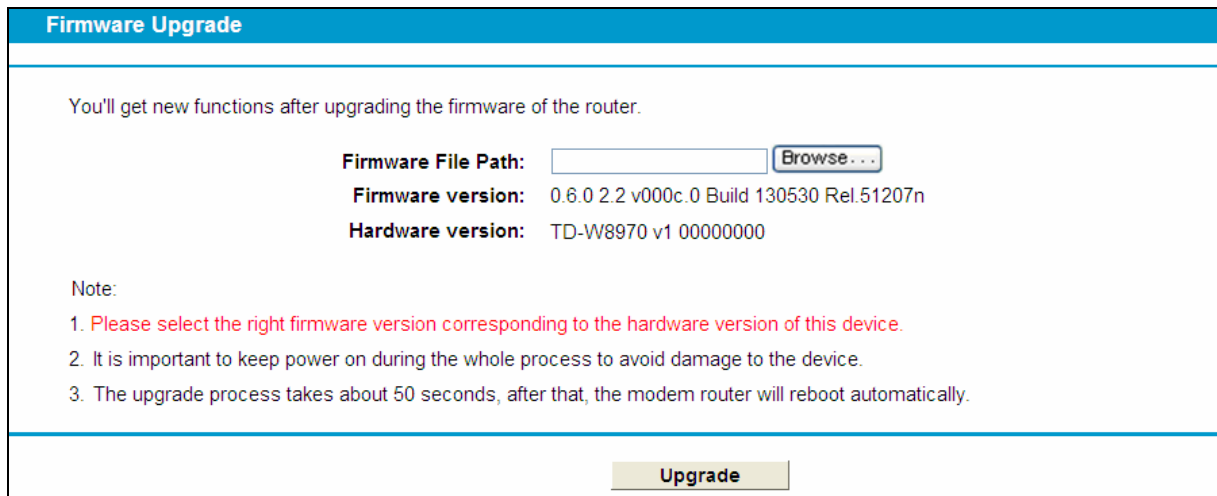 Firmware Upgrade
You'll get new functions after upgrading the firmware of the router.
Firmware File Path: Browse...
Firmware version: 0.6.0 2.2 v000c.0 Build 130530 Rel.51207n
Hardware version: TD-W8970 v1 00000000
Note:
1. Please select the right firmware version corresponding to the hardware version of this device.
2. It is important to keep power on during the whole process to avoid damage to the device.
3. The upgrade process takes about 50 seconds, after that, the modem router will reboot automatically.
Upgrade